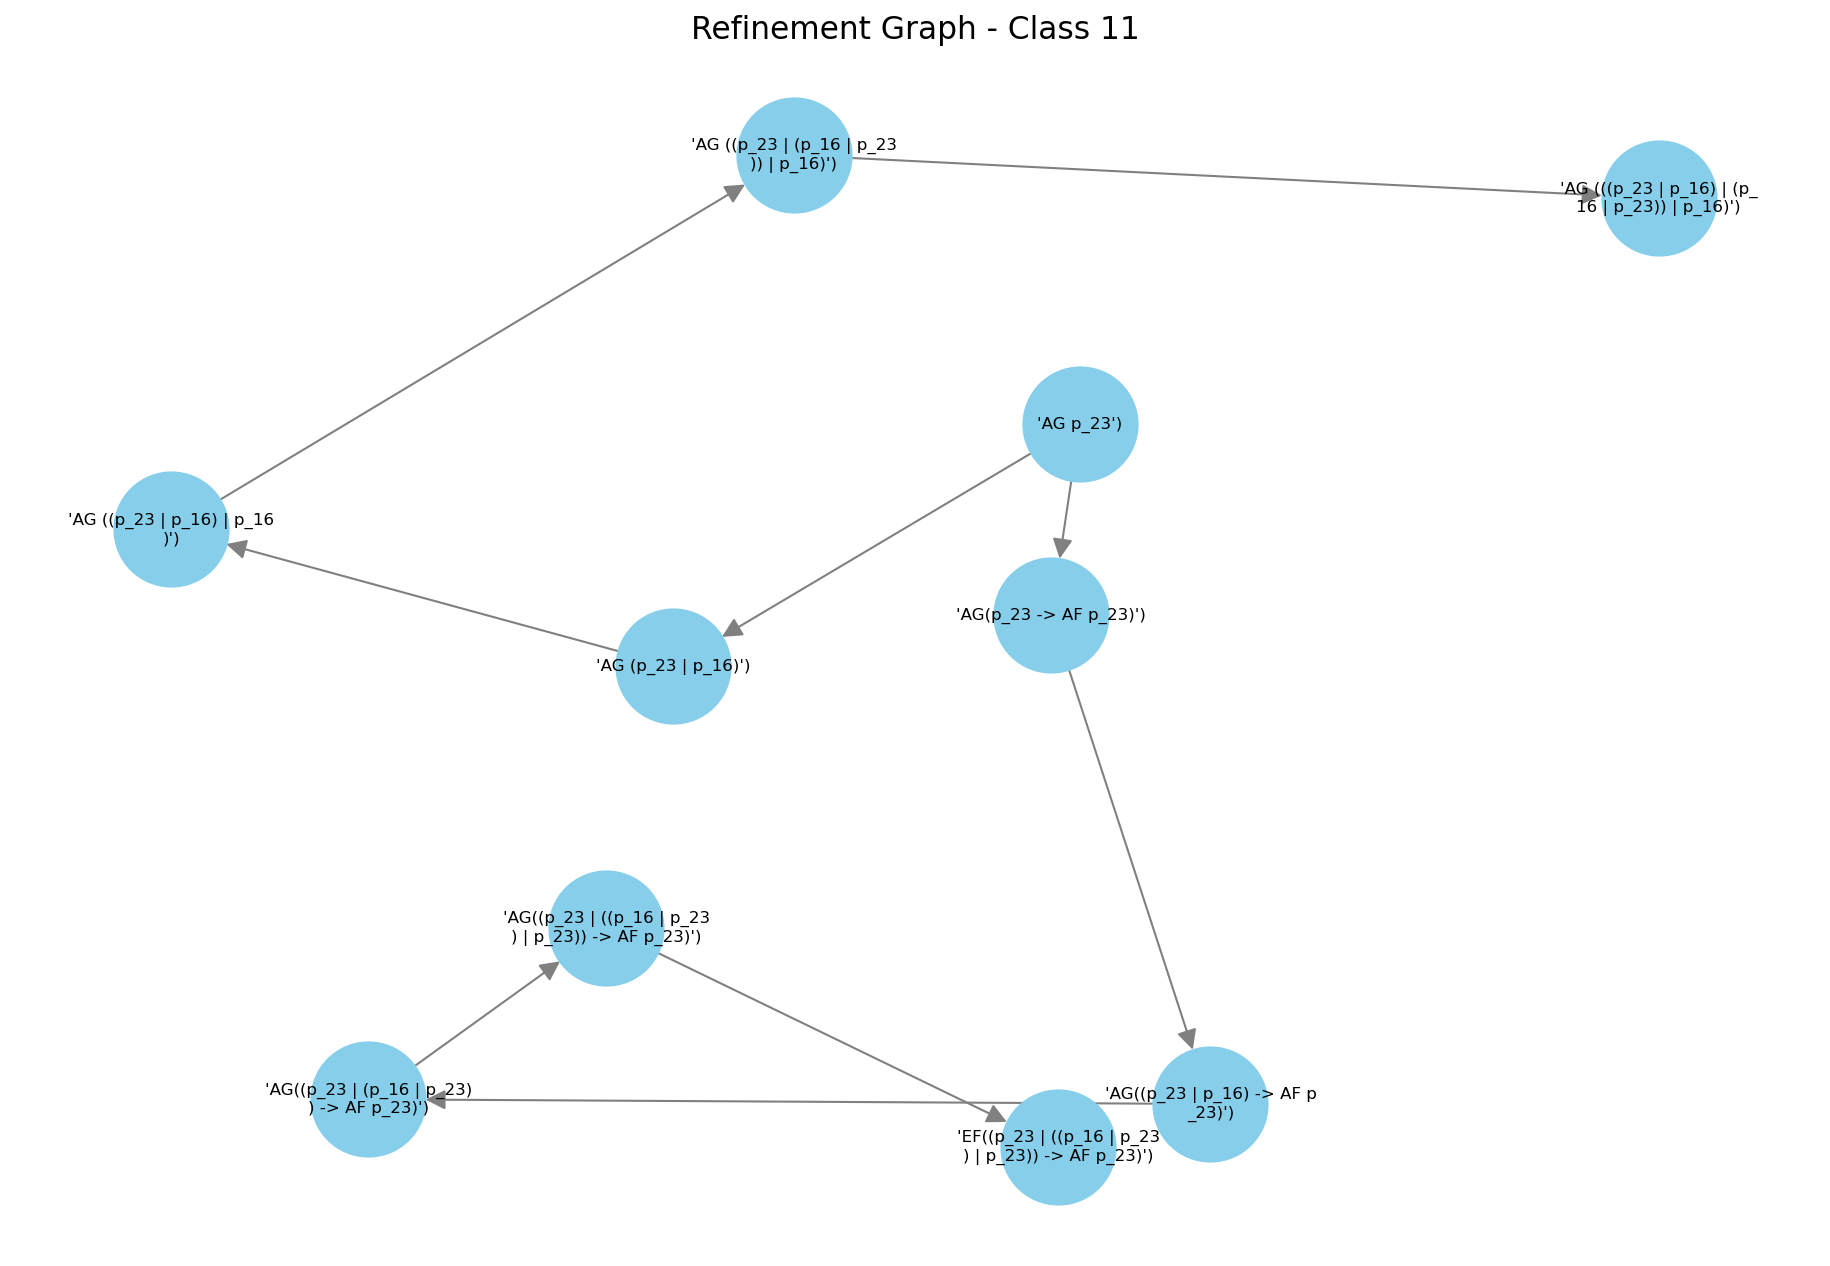 Refinement Graph - Class 11
'AG ((p_23 | (p_16 | p_23
)) | p_16)')
'AG (((p_23 | p_16) | (p_
16 | p_23)) | p_16)')
'AG p_23')
'AG ((p_23 | p_16) | p_16
)')
'AG(p_23 -> AF p_23)')
'AG (p_23 | p_16)')
'AG((p_23 | ((p_16 | p_23
) | p_23)) -> AF p_23)')
'AG((p_23 | (p_16 | p_23)
) -> AF p_23)')
'AG((p_23 | p_16) -> AF p
_23)')
'EF((p_23 | ((p_16 | p_23
) | p_23)) -> AF p_23)')